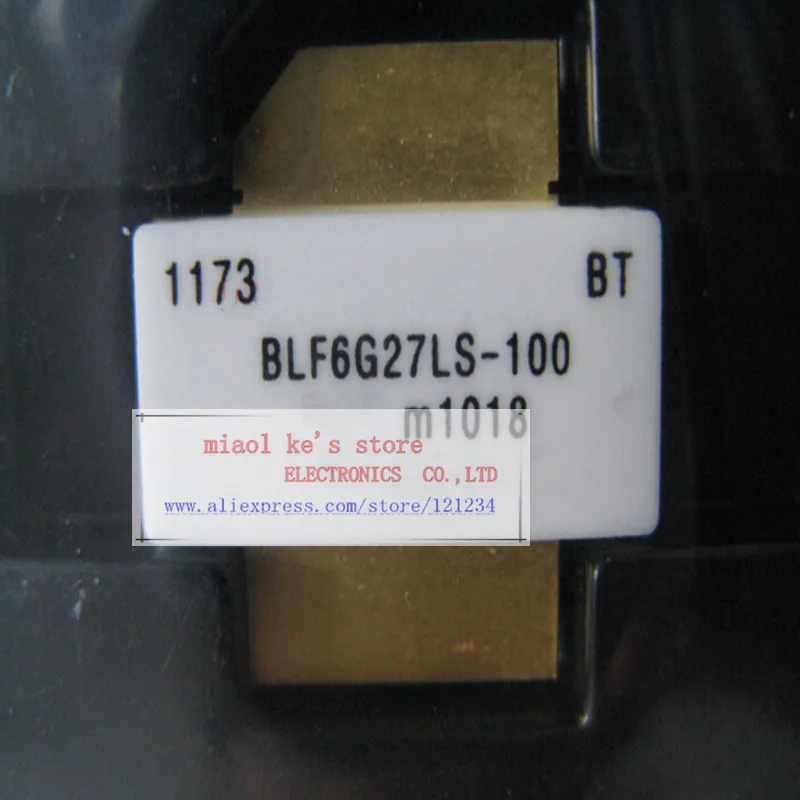 1173 BT
BLF6G27LS-100
m1018
miaol ke's store
ELECTRONICS CO.,LTD
www.aliexpress.com/store/121234